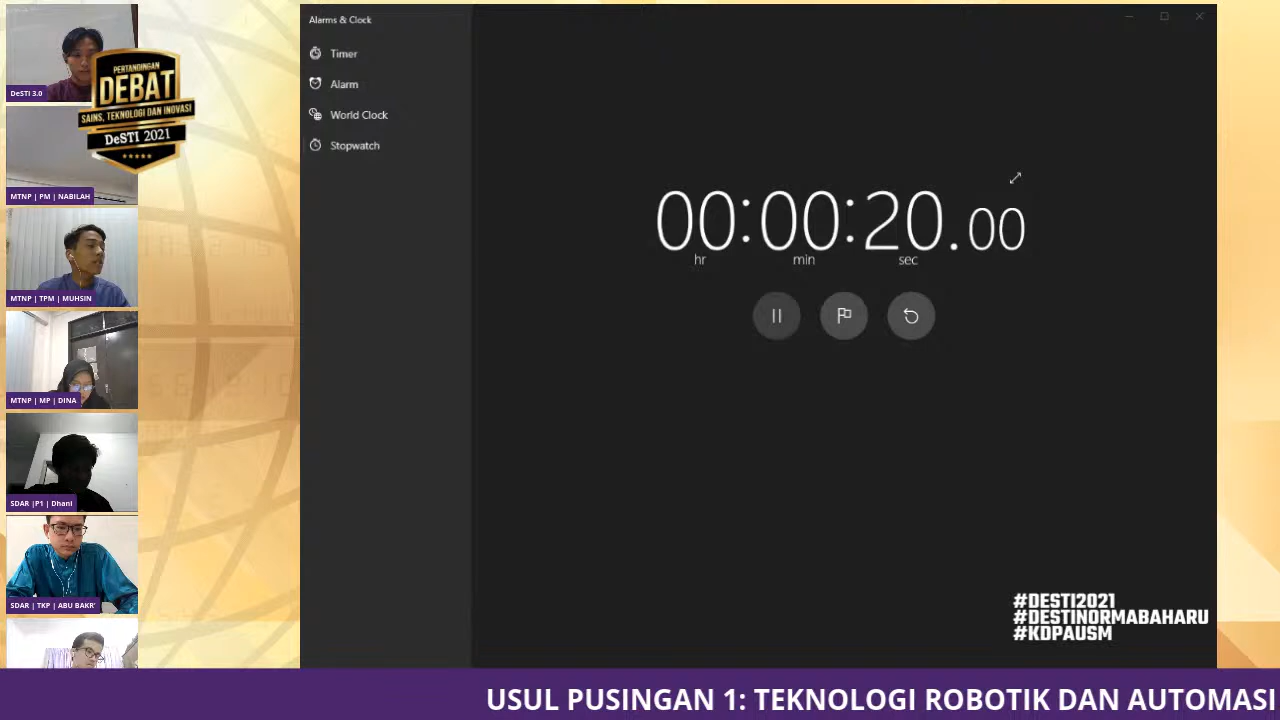 DeSTI 3.0
PERTANDINGAN
DEBAT
SAINS, TEKNOLOGI DAN INOVASI
DeSTI 2021
MTNP | PM | NABILAH
MTNP | TPM | MUHSIN
MTNP | MP | DINA
SDAR |P1 | Dhani
SDAR | TKP | ABU BAKR'
Alarms & Clock
Timer
Alarm
World Clock
Stopwatch
00:00:20.00
hr min sec
#DESTI2021
#DESTINORMABAHARU
#KDPAUSM
USUL PUSINGAN 1: TEKNOLOGI ROBOTIK DAN AUTOMASI